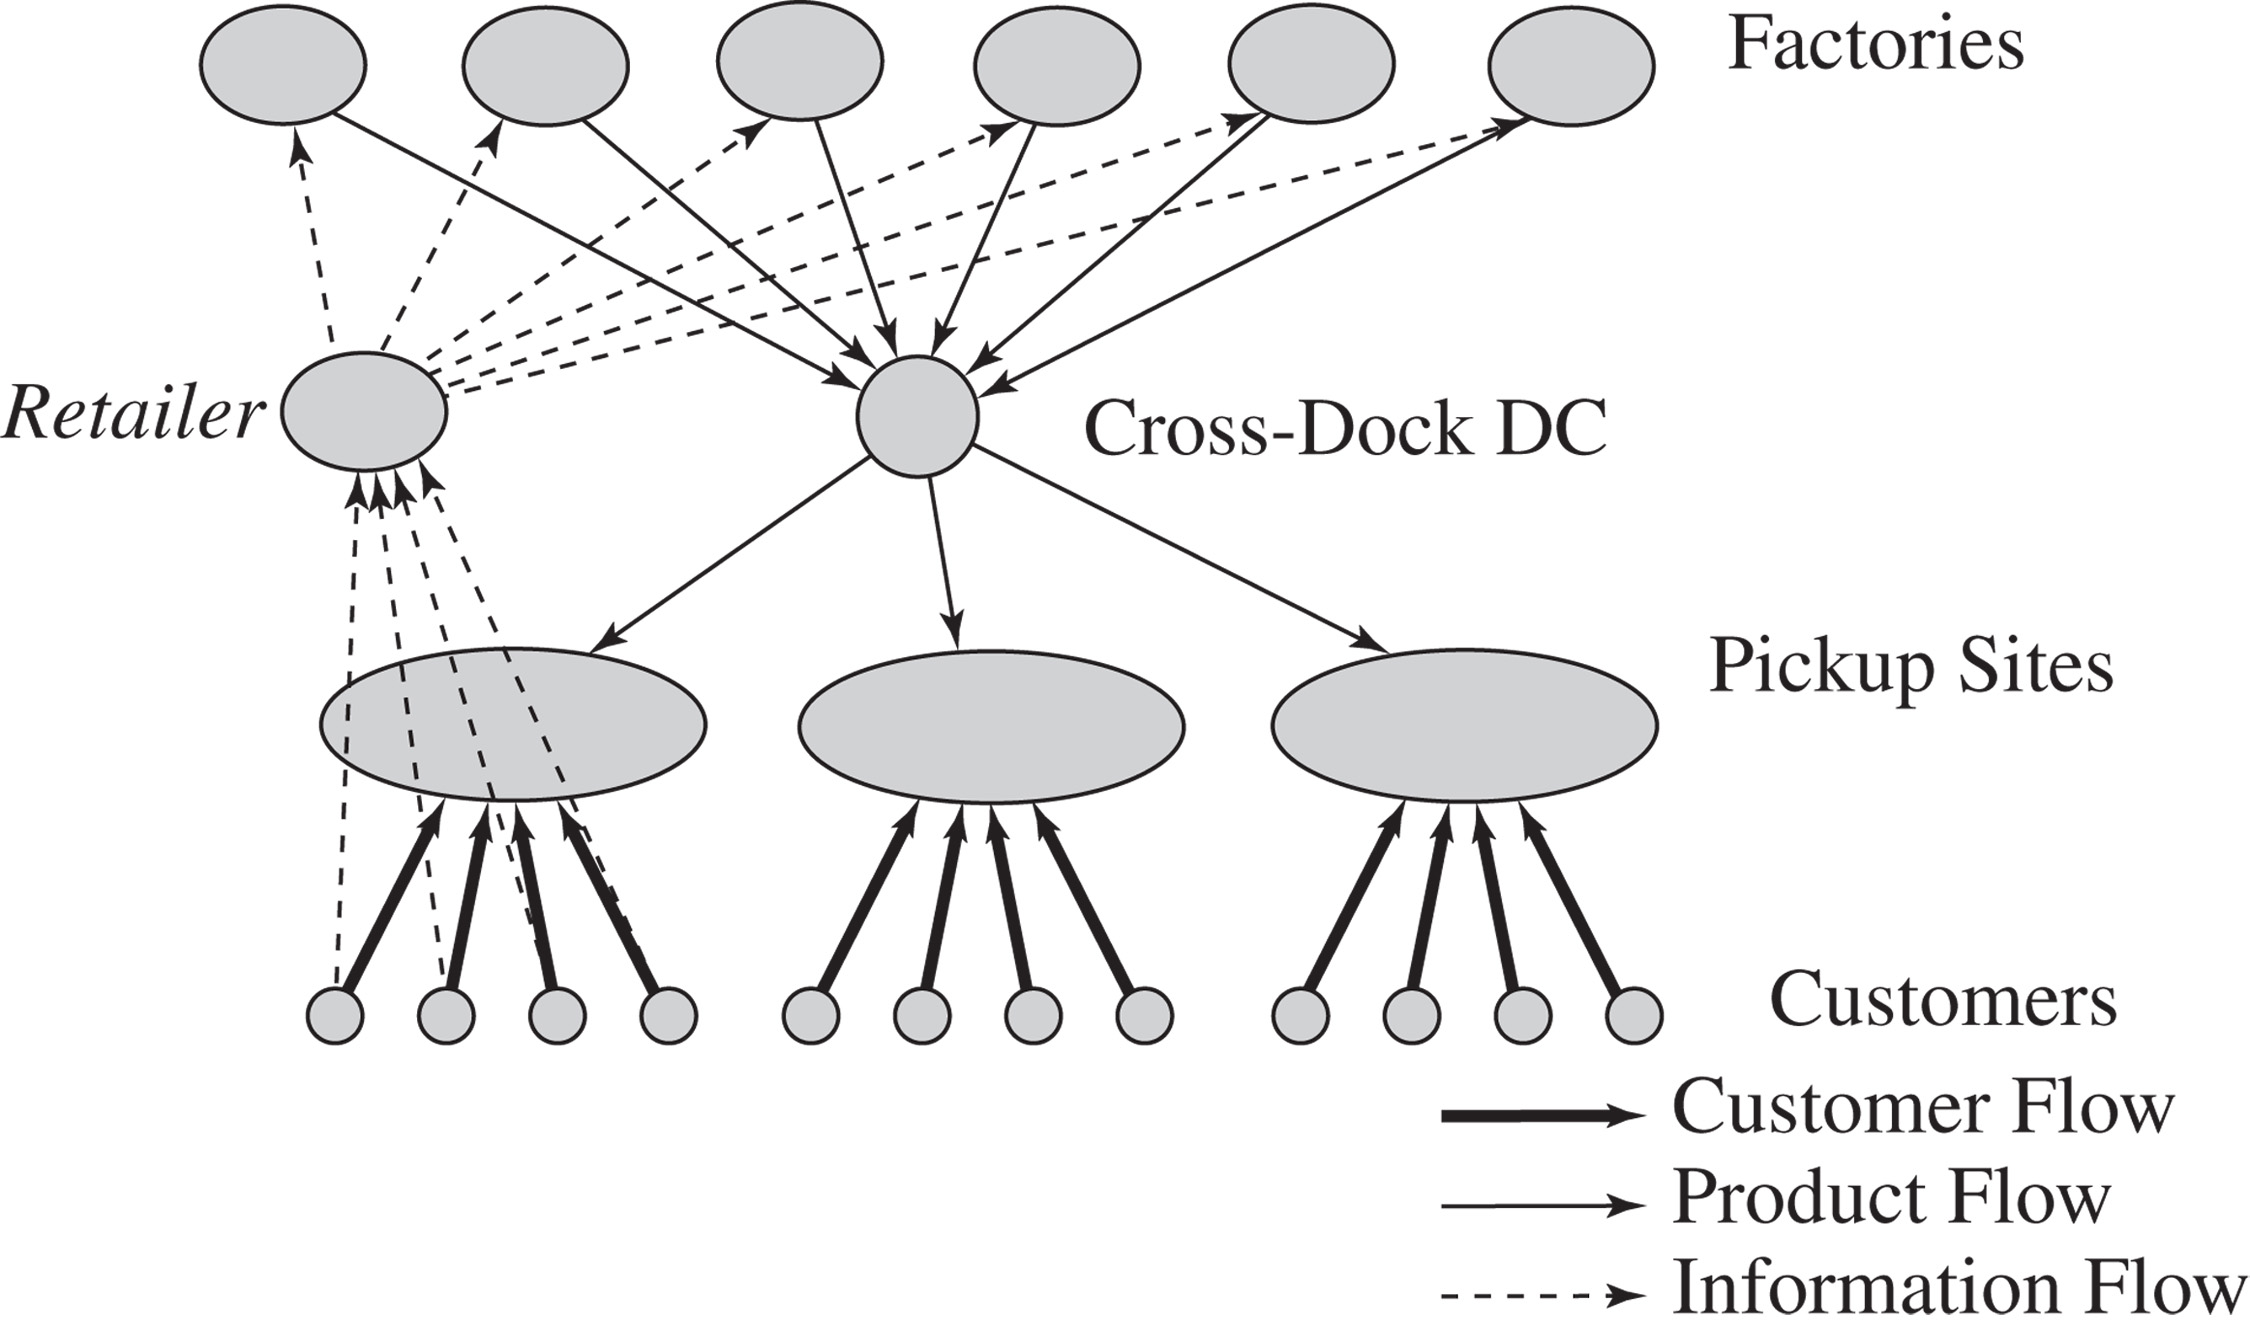 Factories
Retailer
Cross-Dock DC
Pickup Sites
Customers
Customer Flow
Product Flow
Information Flow